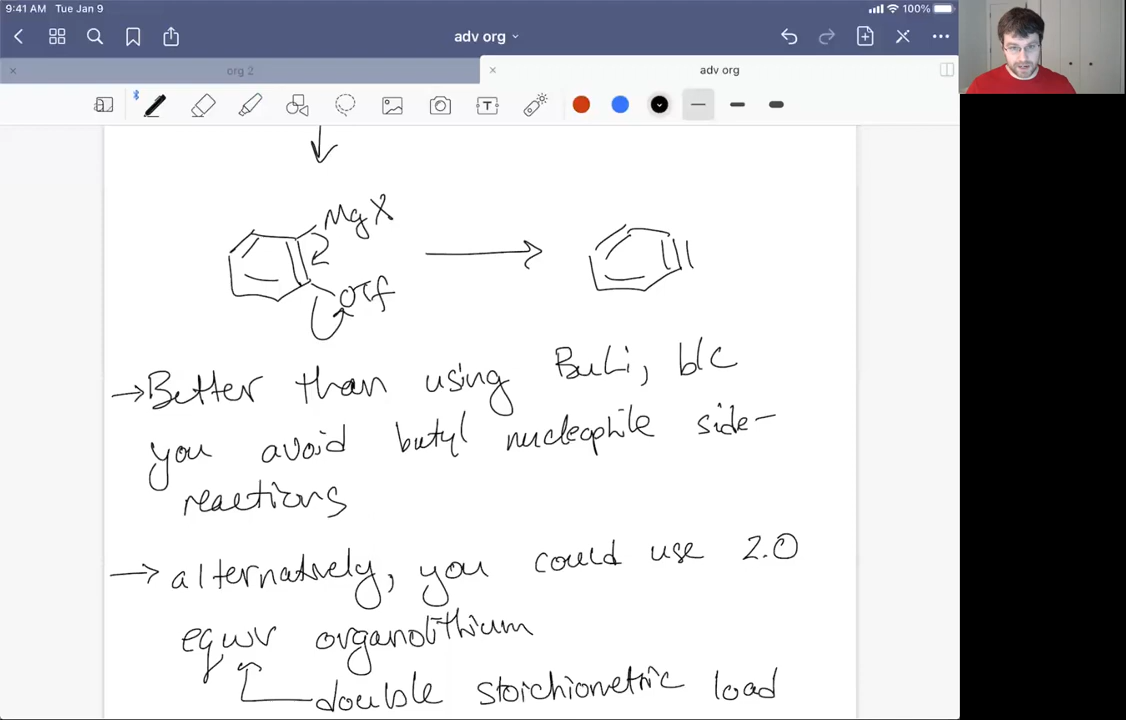 9:41 AM Tue Jan 9
100%
adv org
org 2
adv org
T
MgX
OTf
→ Better than using BuLi, b/c
you avoid butyl nucleophile side-
reactions
→ alternatively, you could use 2.0
equiv organolithium
double stoichiometric load